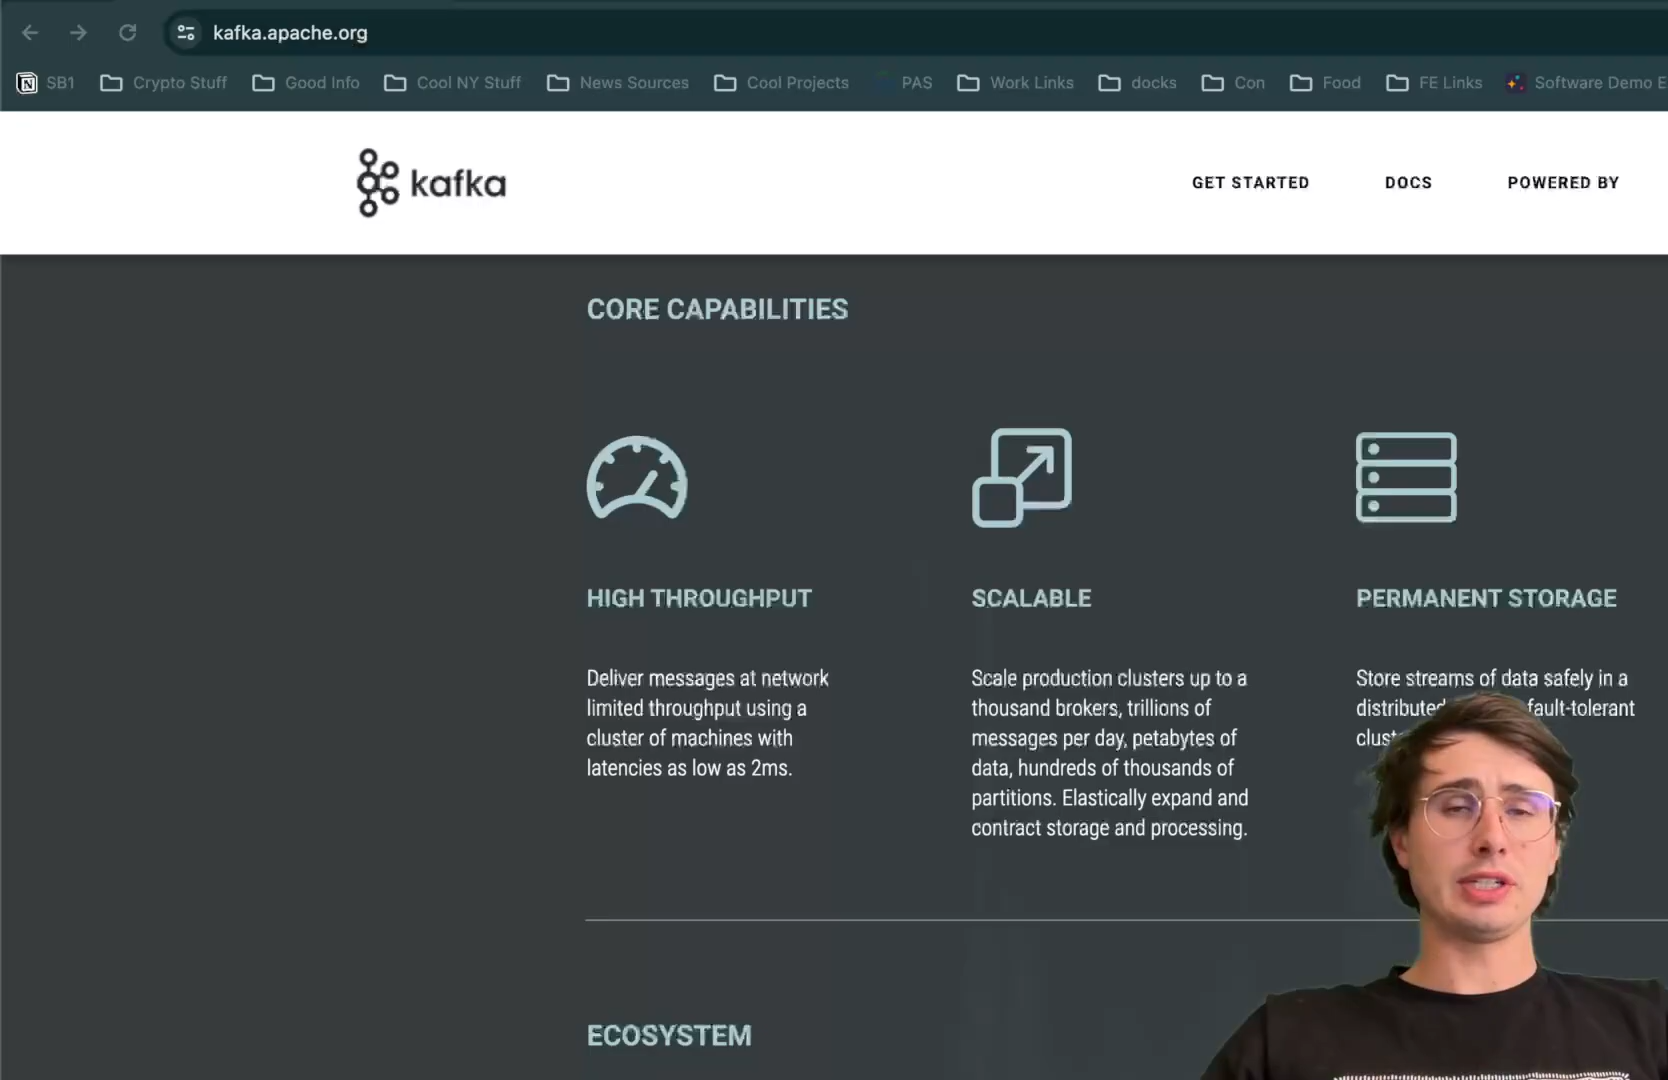 kafka.apache.org
SB1 Crypto Stuff Good Info Cool NY Stuff News Sources Cool Projects PAS Work Links docks Con Food FE Links Software Demo E
kafka
GET STARTED DOCS POWERED BY
CORE CAPABILITIES
HIGH THROUGHPUT
Deliver messages at network
limited throughput using a
cluster of machines with
latencies as low as 2ms.
SCALABLE
Scale production clusters up to a
thousand brokers, trillions of
messages per day, petabytes of
data, hundreds of thousands of
partitions. Elastically expand and
contract storage and processing.
PERMANENT STORAGE
Store streams of data safely in a
distributed fault-tolerant
ECOSYSTEM